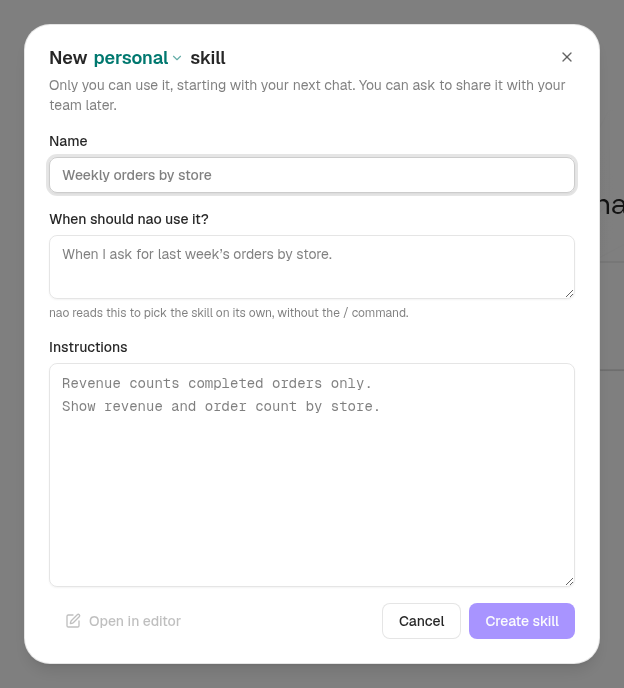 New personal skill
Only you can use it, starting with your next chat. You can ask to share it with your
team later.
Name
Weekly orders by store
When should nao use it?
When I ask for last week's orders by store.
nao reads this to pick the skill on its own, without the / command.
Instructions
Revenue counts completed orders only.
Show revenue and order count by store.
Open in editor
Cancel
Create skill